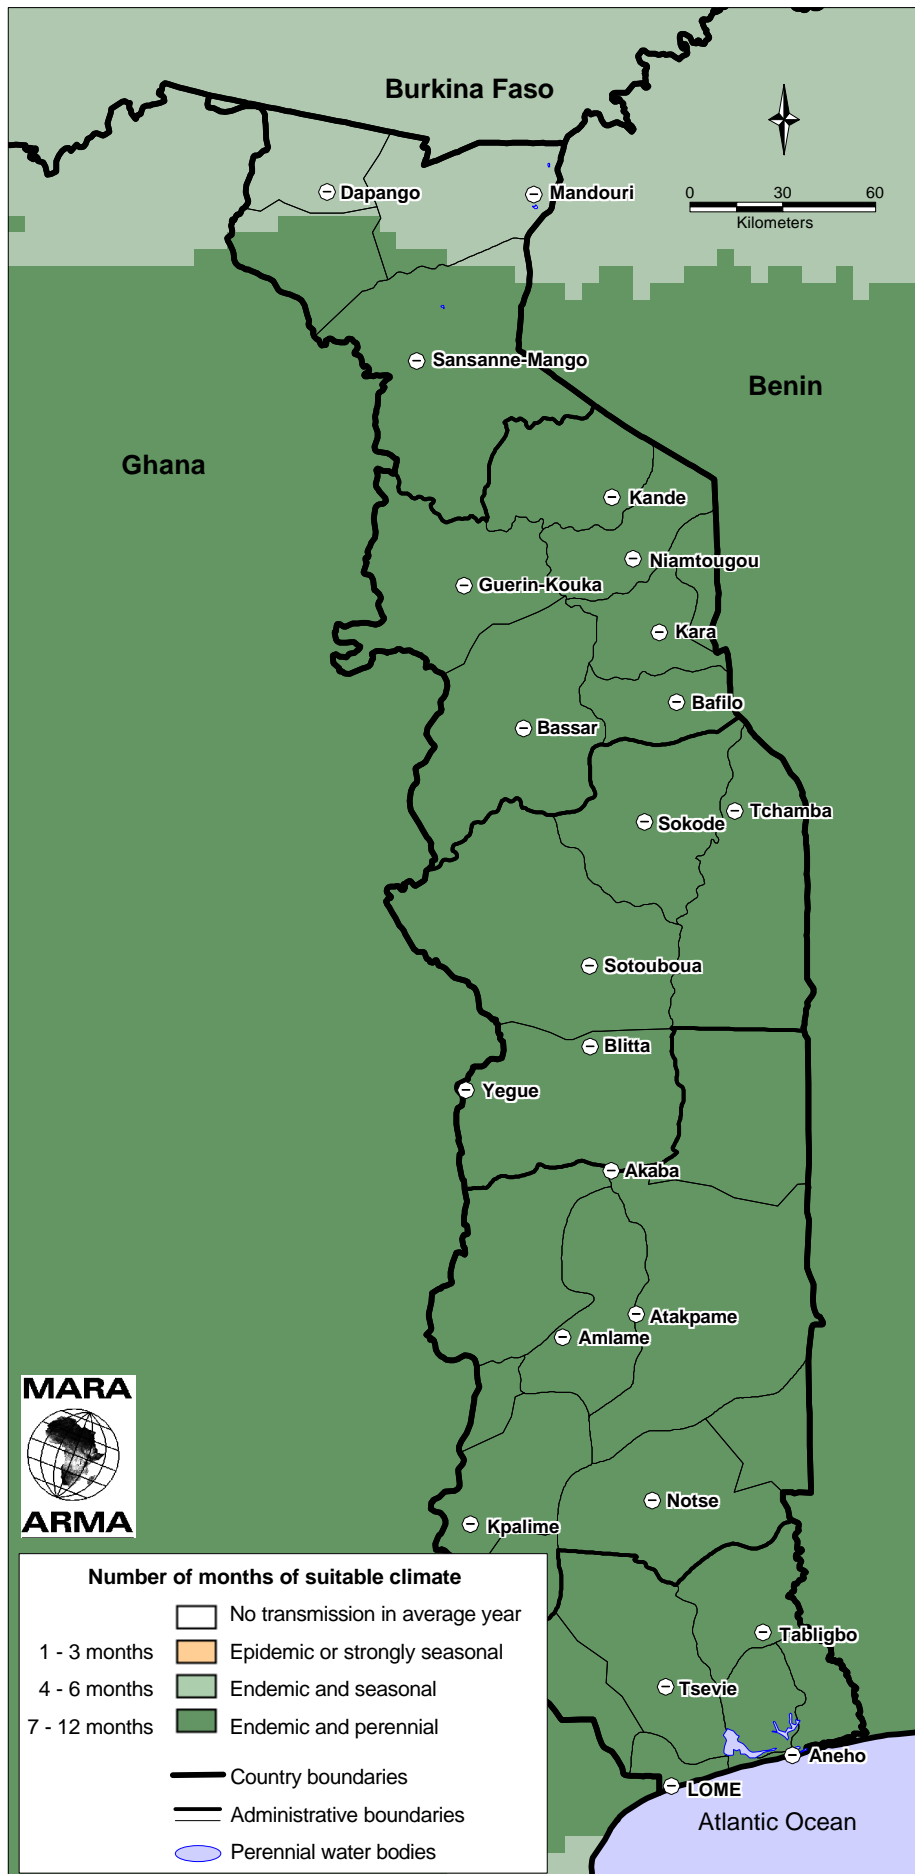 Burkina Faso
Dapango
Mandouri
0 30 60
Kilometers
Sansanne-Mango
Benin
Ghana
Kande
Niamtougou
Guerin-Kouka
Kara
Bafilo
Bassar
Tchamba
Sokode
Sotouboua
Blitta
Yegue
Akaba
Atakpame
Amlame
MARA
ARMA
Notse
Kpalime
Number of months of suitable climate
No transmission in average year
1 - 3 months Epidemic or strongly seasonal
4 - 6 months Endemic and seasonal
7 - 12 months Endemic and perennial
Country boundaries
Administrative boundaries
Perennial water bodies
Tabligbo
Tsevie
Aneho
LOME
Atlantic Ocean